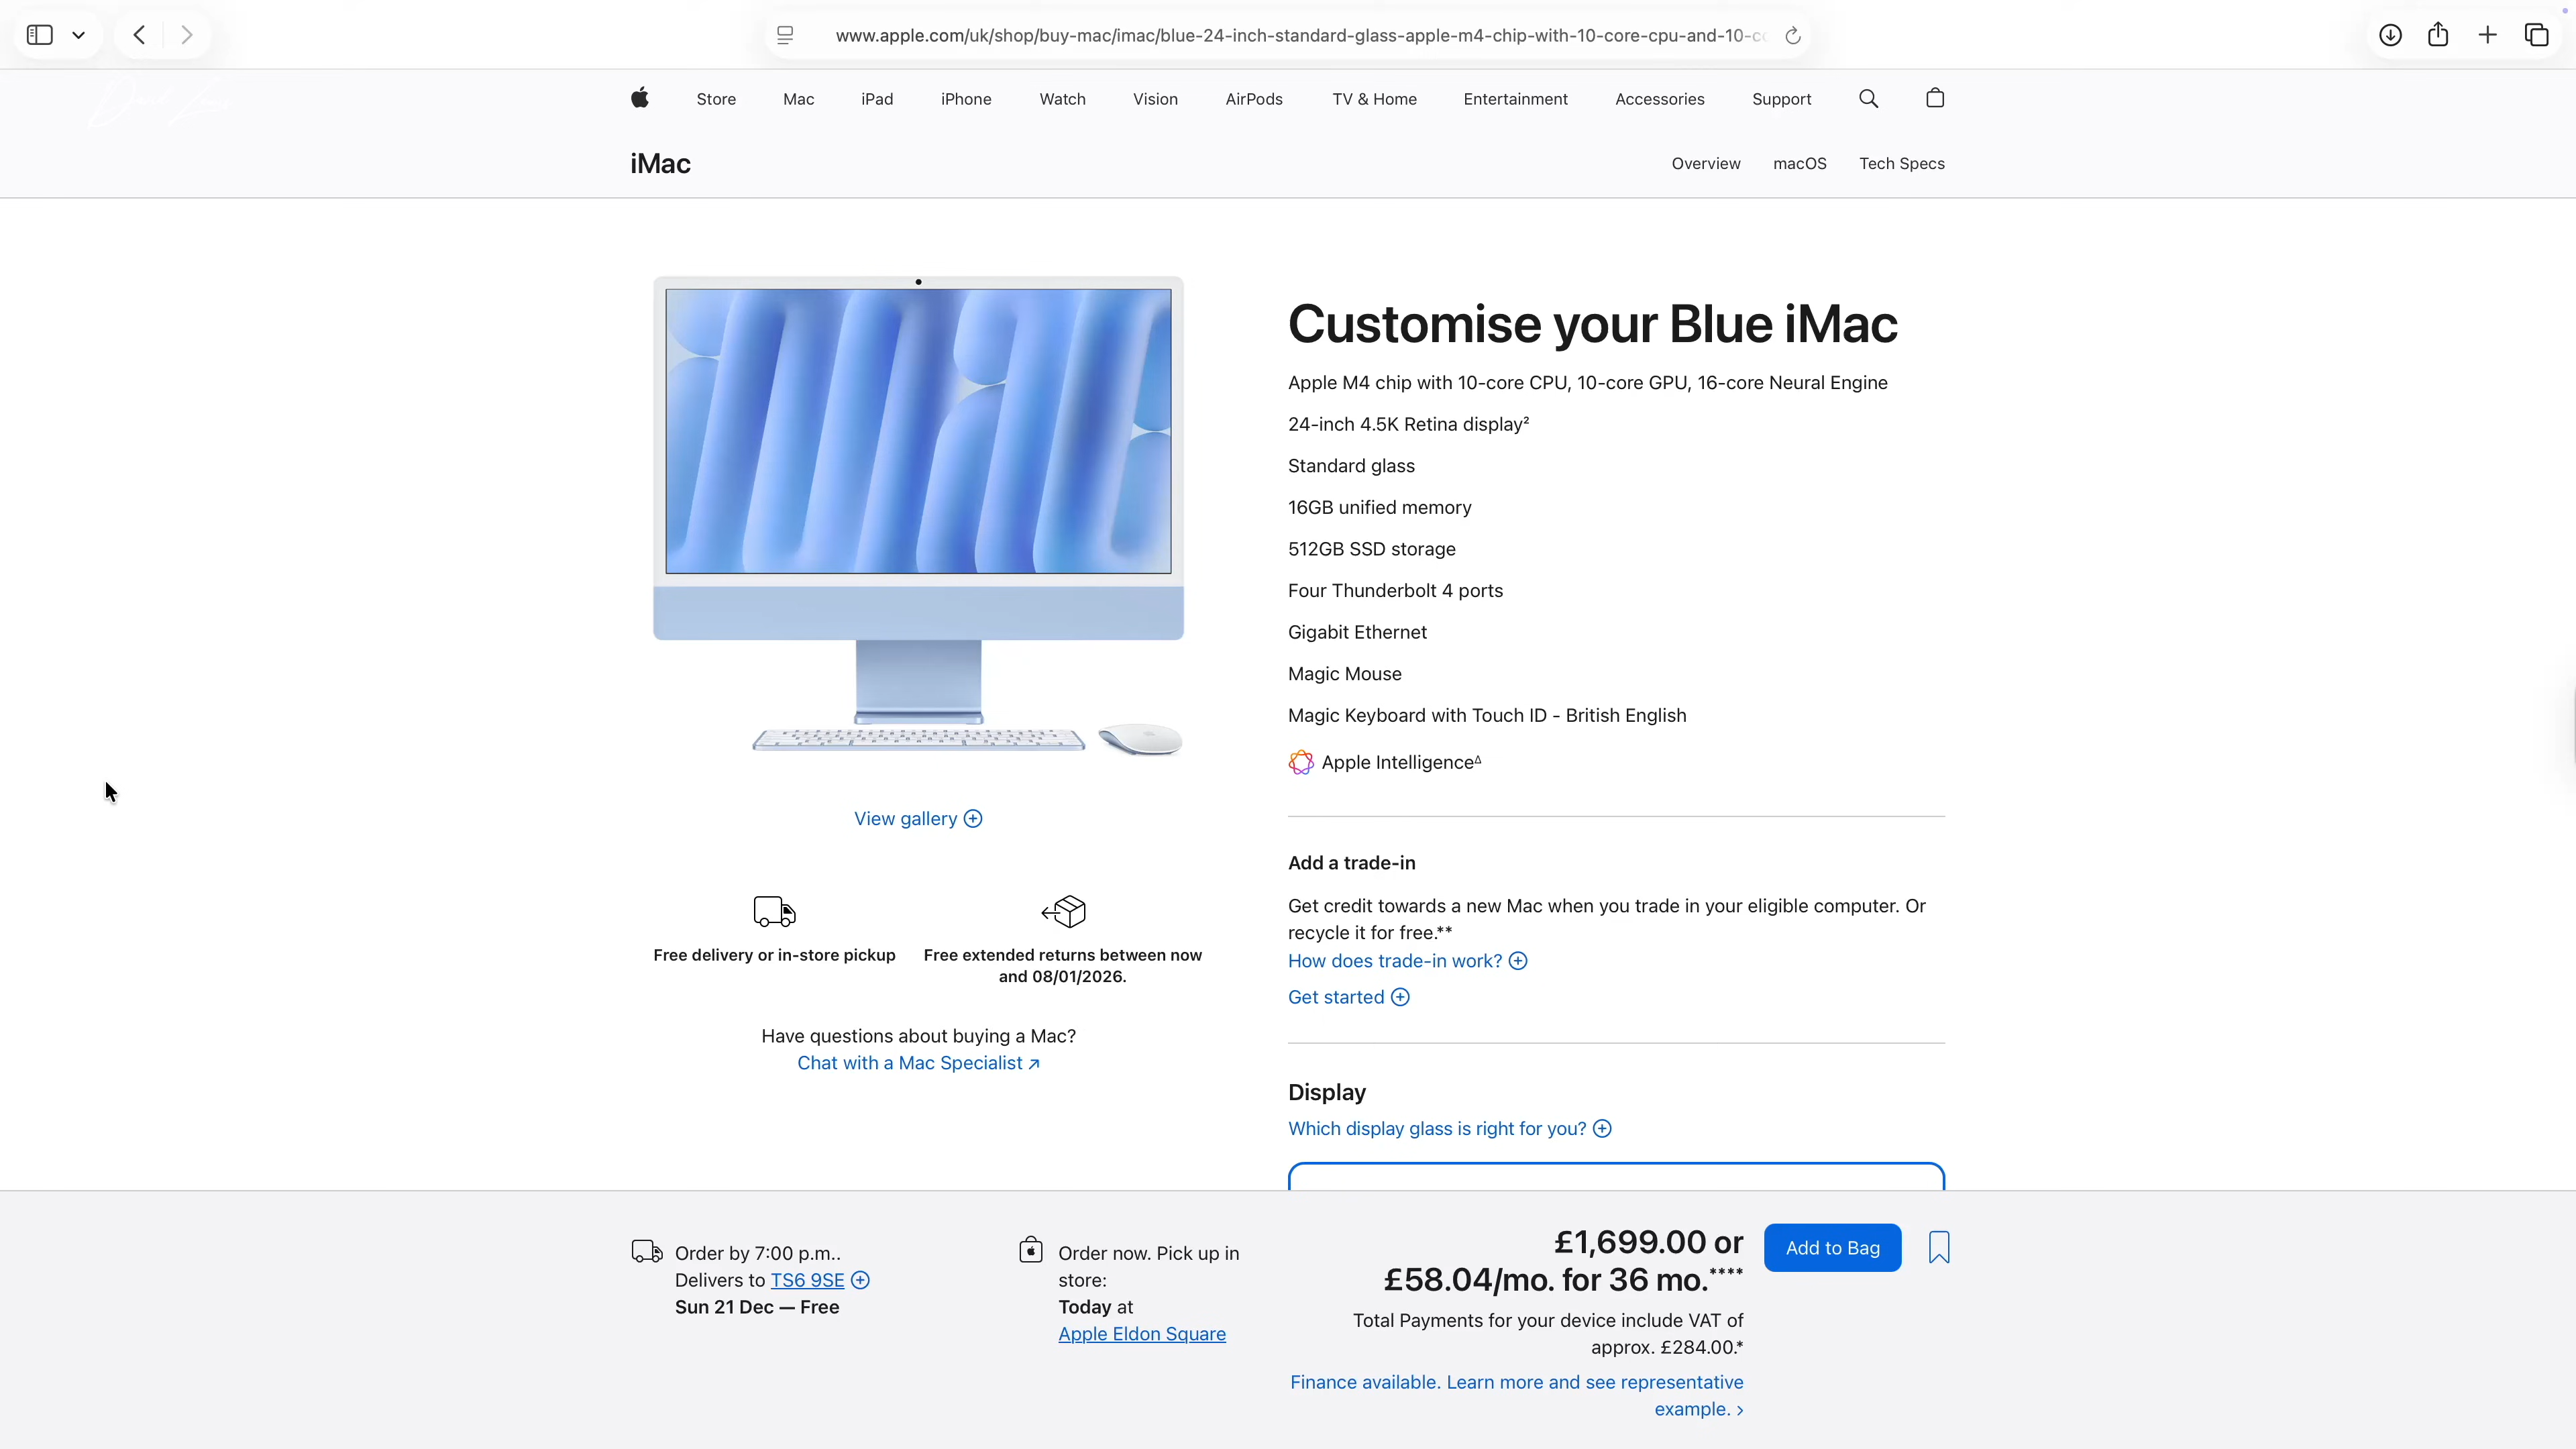 www.apple.com/uk/shop/buy-mac/imac/blue-24-inch-standard-glass-apple-m4-chip-with-10-core-cpu-and-10-c
Store Mac iPad iPhone Watch Vision AirPods TV & Home Entertainment Accessories Support
iMac
Overview macOS Tech Specs
Customise your Blue iMac
Apple M4 chip with 10-core CPU, 10-core GPU, 16-core Neural Engine
24-inch 4.5K Retina display²
Standard glass
16GB unified memory
512GB SSD storage
Four Thunderbolt 4 ports
Gigabit Ethernet
Magic Mouse
Magic Keyboard with Touch ID - British English
Apple Intelligence∆
View gallery
Free delivery or in-store pickup
Free extended returns between now
and 08/01/2026.
Have questions about buying a Mac?
Chat with a Mac Specialist ↗
Add a trade-in
Get credit towards a new Mac when you trade in your eligible computer. Or
recycle it for free.**
How does trade-in work?
Get started
Display
Which display glass is right for you?
Order by 7:00 p.m..
Delivers to TS6 9SE
Sun 21 Dec — Free
Order now. Pick up in
store:
Today at
Apple Eldon Square
£1,699.00 or
£58.04/mo. for 36 mo.****
Total Payments for your device include VAT of
approx. £284.00.*
Finance available. Learn more and see representative
example. >
Add to Bag